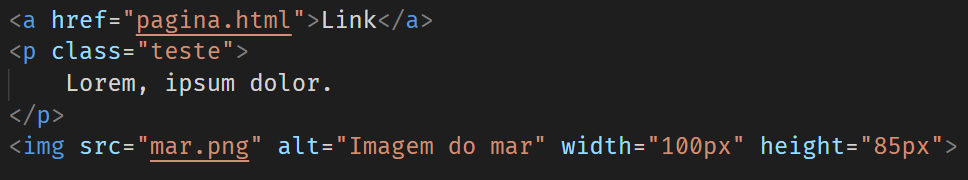 <a href="pagina.html">Link</a>
<p class="teste">
Lorem, ipsum dolor.
</p>
<img src="mar.png" alt="Imagem do mar" width="100px" height="85px">